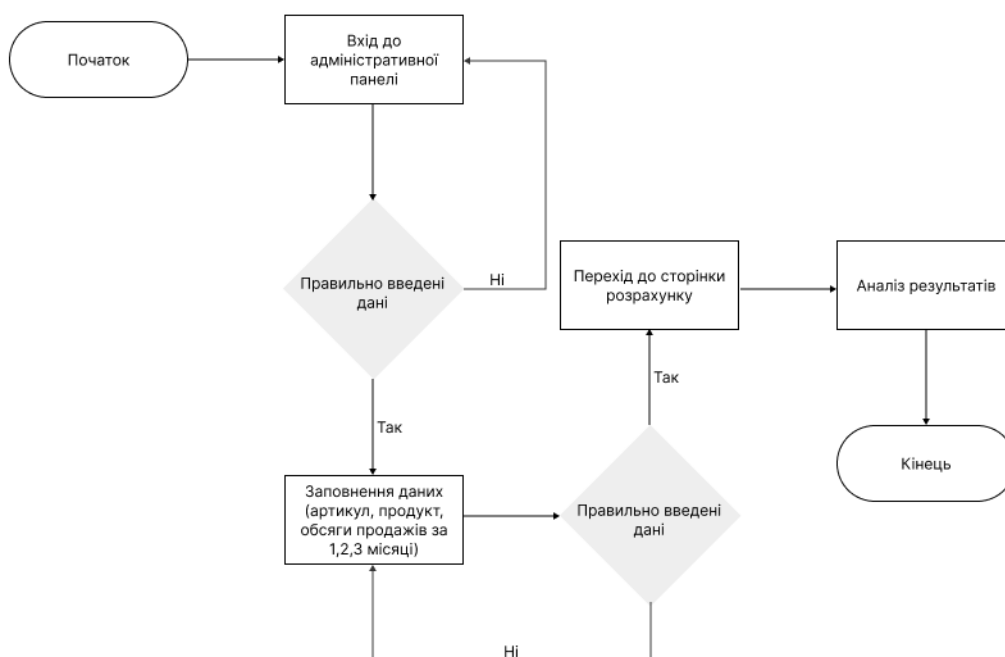 Початок
Вхід до
адміністративної
панелі
Правильно введені
дані
Ні
Так
Заповнення даних
(артикул, продукт,
обсяги продажів за
1,2,3 місяці)
Правильно введені
дані
Ні
Так
Перехід до сторінки
розрахунку
Аналіз результатів
Кінець